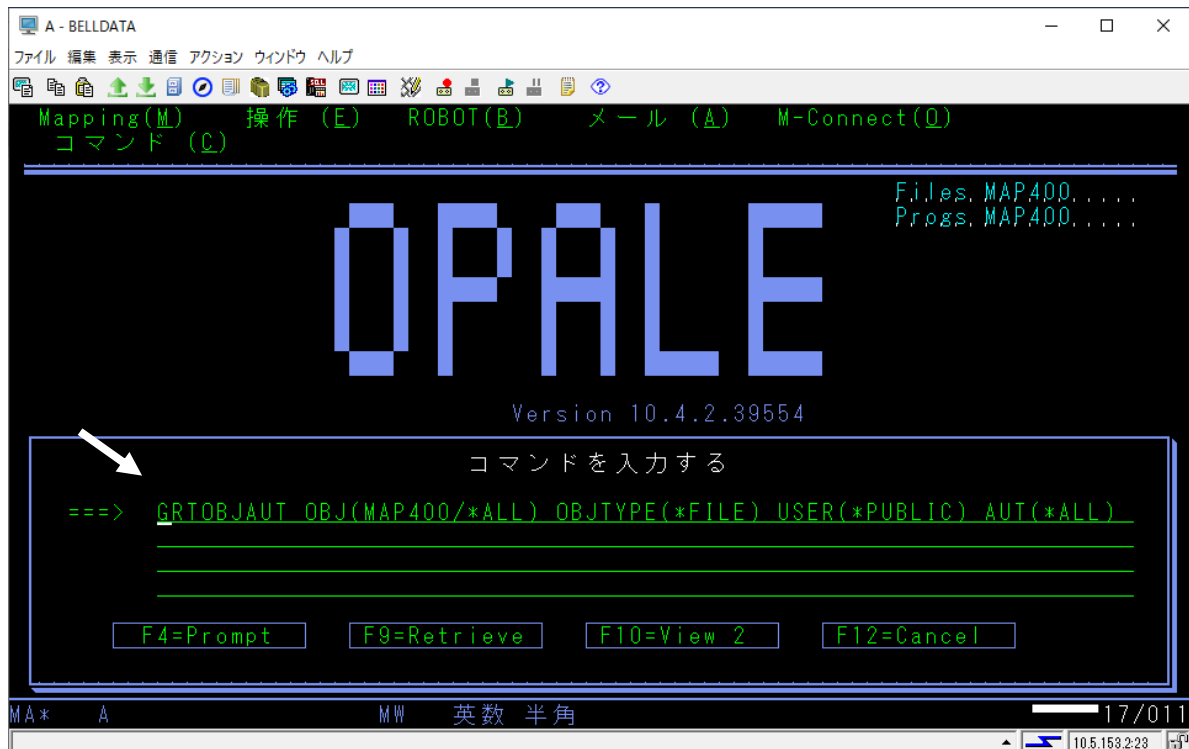 A - BELLDATA
ファイル 編集 表示 通信 アクション ウィンドウ ヘルプ
Mapping(M) 操作 (E) ROBOT(B) メール (A) M-Connect(O)
コマンド (C)
Files MAP400.....
Progs MAP400.....
OPALE
Version 10.4.2.39554
コマンドを入力する
===> GRTOBJAUT OBJ(MAP400/*ALL) OBJTYPE(*FILE) USER(*PUBLIC) AUT(*ALL)
F4=Prompt F9=Retrieve F10=View 2 F12=Cancel
MA* A MW 英数 半角 17/011
10.5.153.2:23